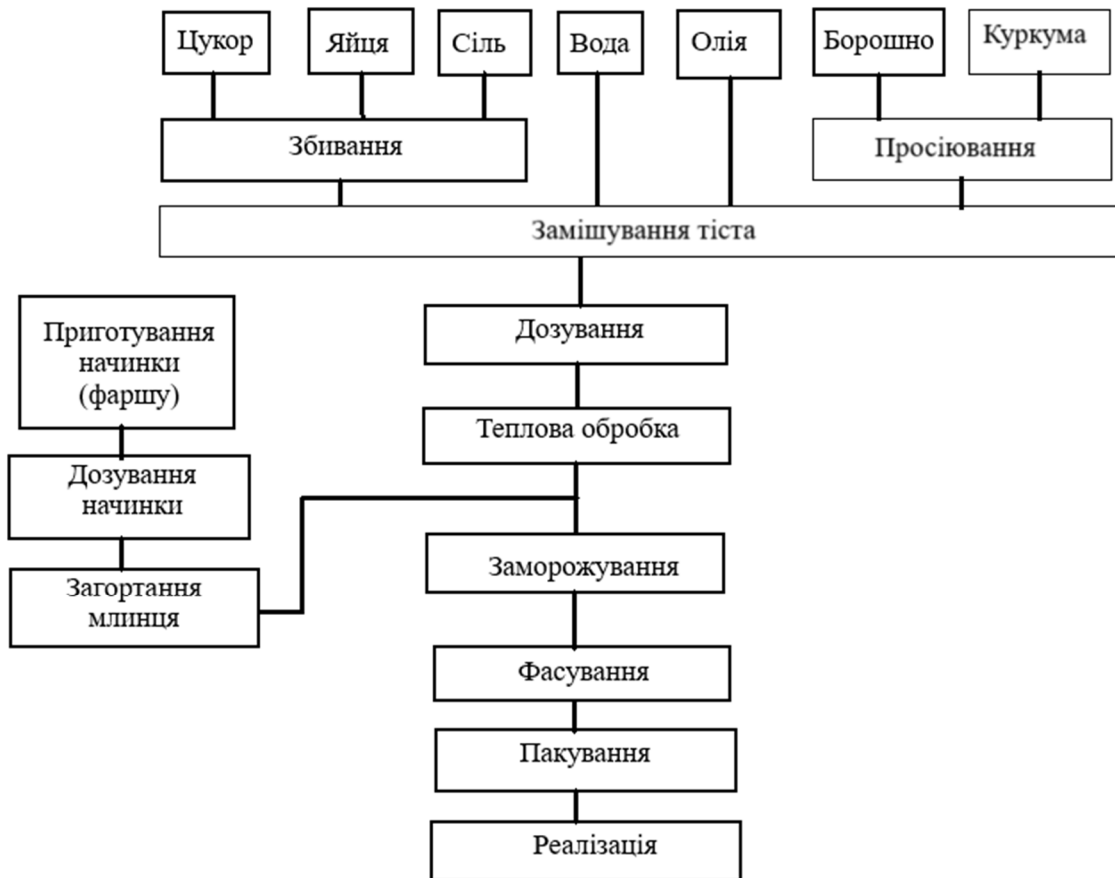 Цукор
Яйця
Сіль
Вода
Олія
Борошно
Куркума
Збивання
Просіювання
Замішування тіста
Дозування
Приготування
начинки
(фаршу)
Теплова обробка
Дозування
начинки
Заморожування
Загортання
млинця
Фасування
Пакування
Реалізація